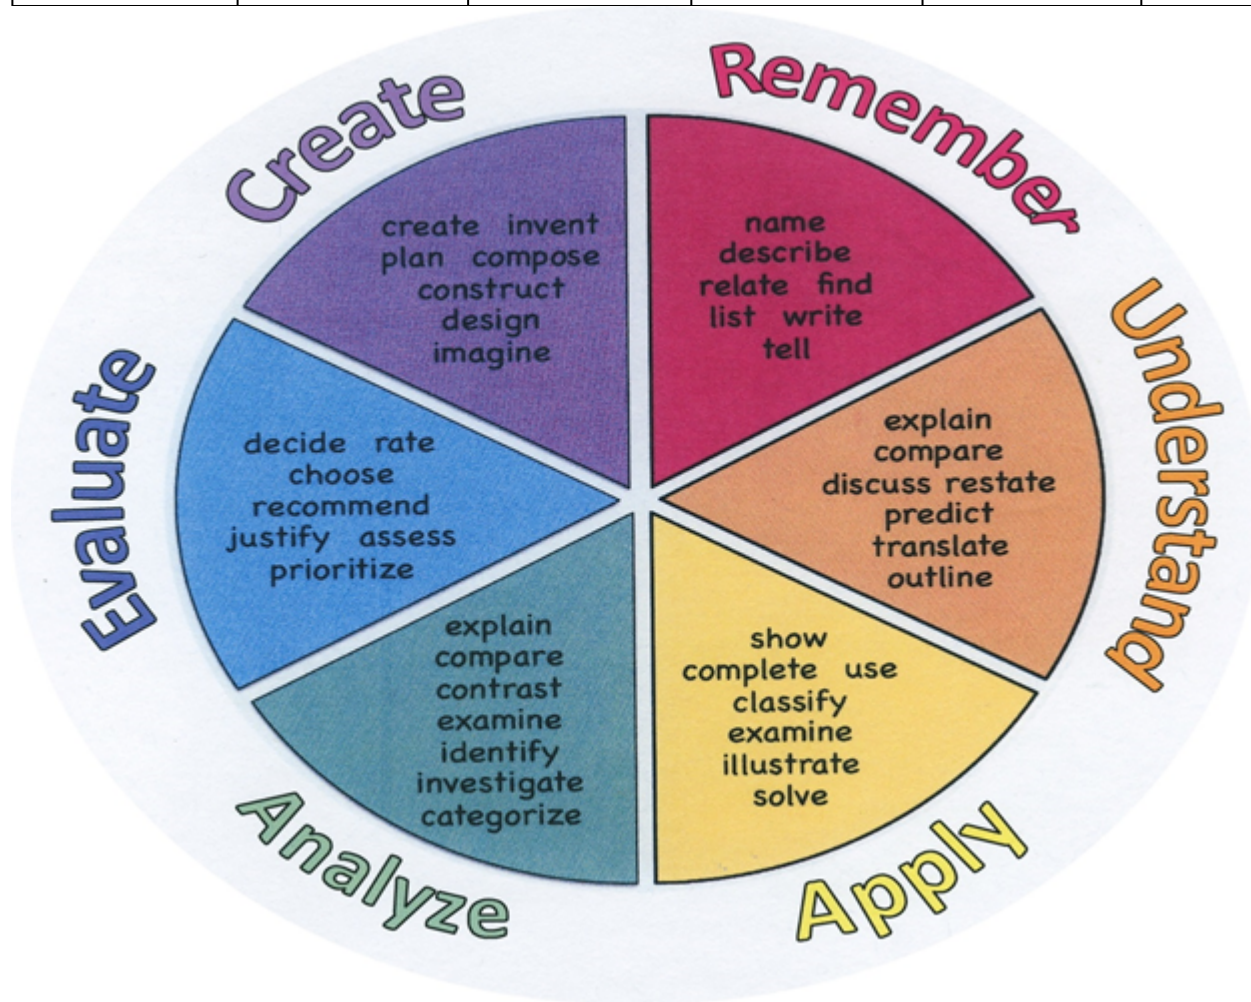 Remember
name
describe
relate find
list write
tell
Understand
explain
compare
discuss restate
predict
translate
outline
Apply
show
complete use
classify
examine
illustrate
solve
Analyze
explain
compare
contrast
examine
identify
investigate
categorize
Evaluate
decide rate
choose
recommend
justify assess
prioritize
Create
create invent
plan compose
construct
design
imagine